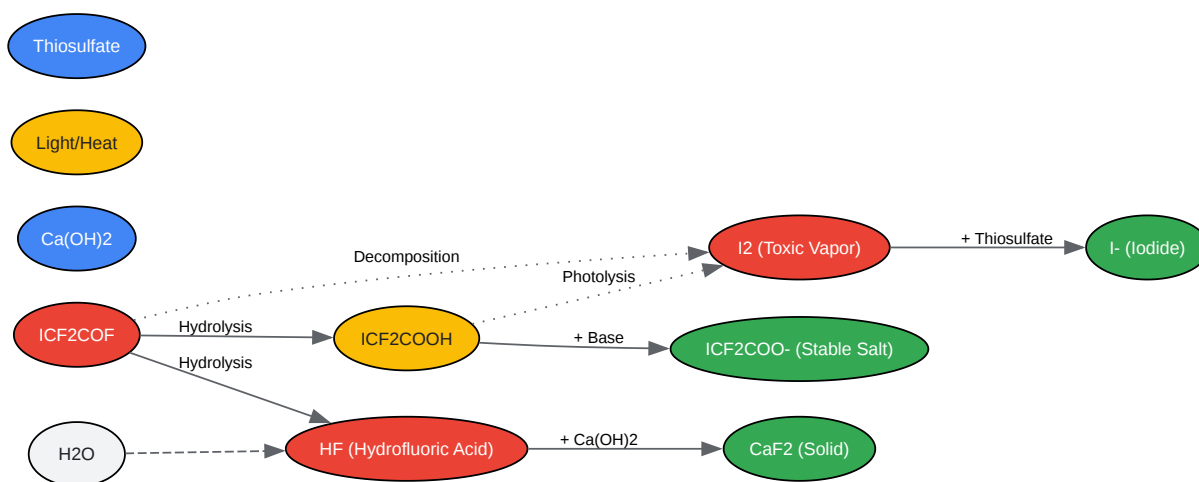 Thiosulfate
Light/Heat
Ca(OH)2
I2 (Toxic Vapor)
+ Thiosulfate
I- (Iodide)
Decomposition
Photolysis
ICF2COF
Hydrolysis
ICF2COOH
+ Base
ICF2COO- (Stable Salt)
Hydrolysis
H2O
HF (Hydrofluoric Acid)
+ Ca(OH)2
CaF2 (Solid)